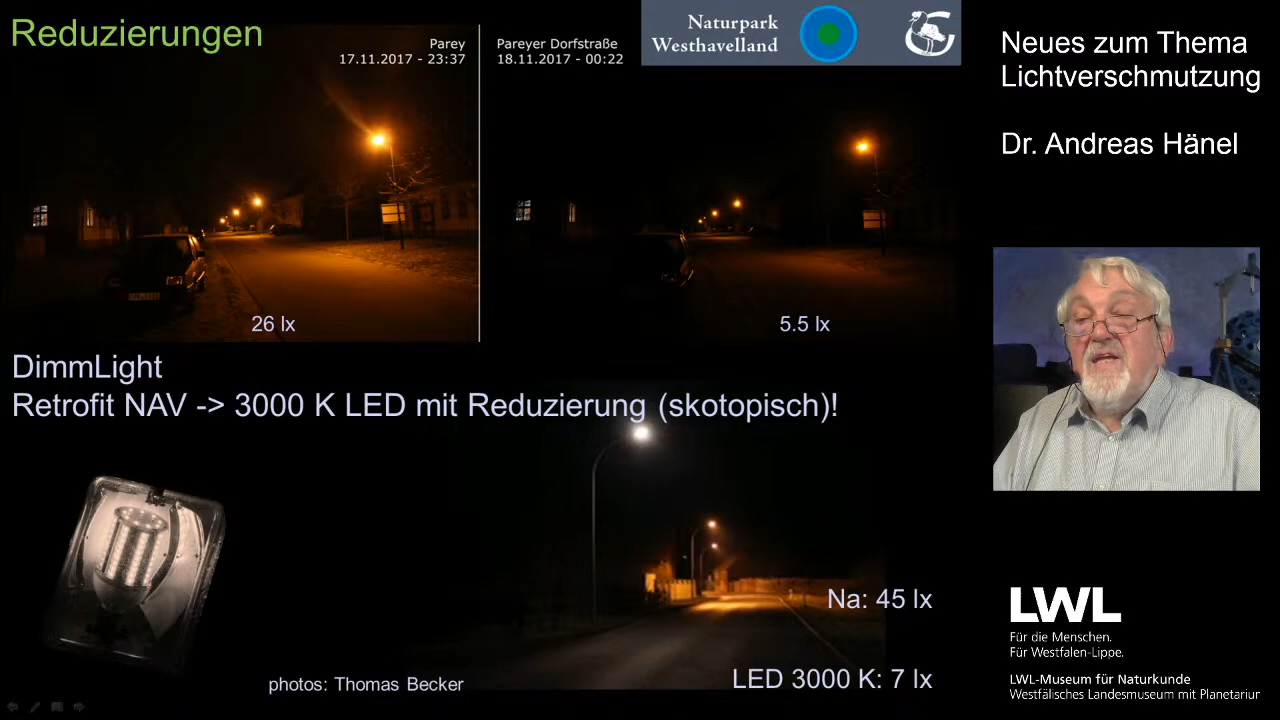 Reduzierungen
Parey
17.11.2017 - 23:37
Pareyer Dorfstraße
18.11.2017 - 00:22
Naturpark
Westhavelland
Neues zum Thema
Lichtverschmutzung
Dr. Andreas Hänel
26 lx
5.5 lx
DimmLight
Retrofit NAV -> 3000 K LED mit Reduzierung (skotopisch)!
Na: 45 lx
LED 3000 K: 7 lx
photos: Thomas Becker
LWL
Für die Menschen.
Für Westfalen-Lippe.
LWL-Museum für Naturkunde
Westfälisches Landesmuseum mit Planetarium